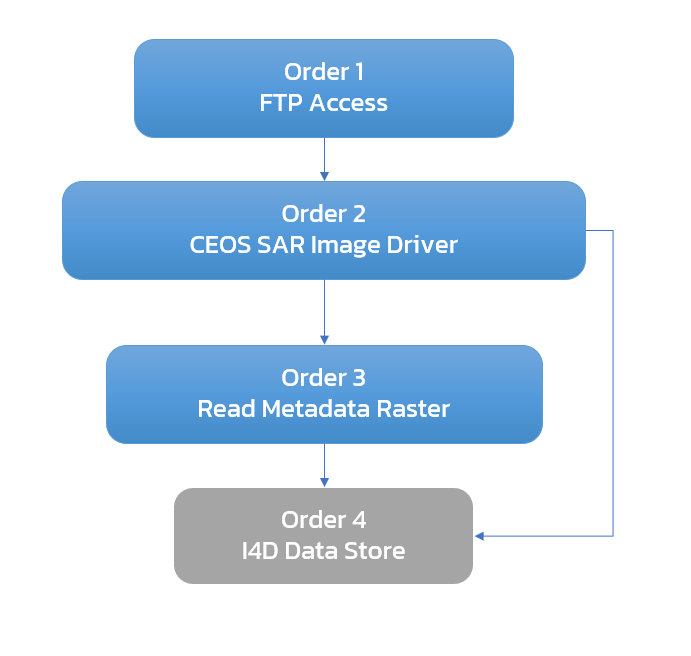 Order 1
FTP Access
Order 2
CEOS SAR Image Driver
Order 3
Read Metadata Raster
Order 4
I4D Data Store